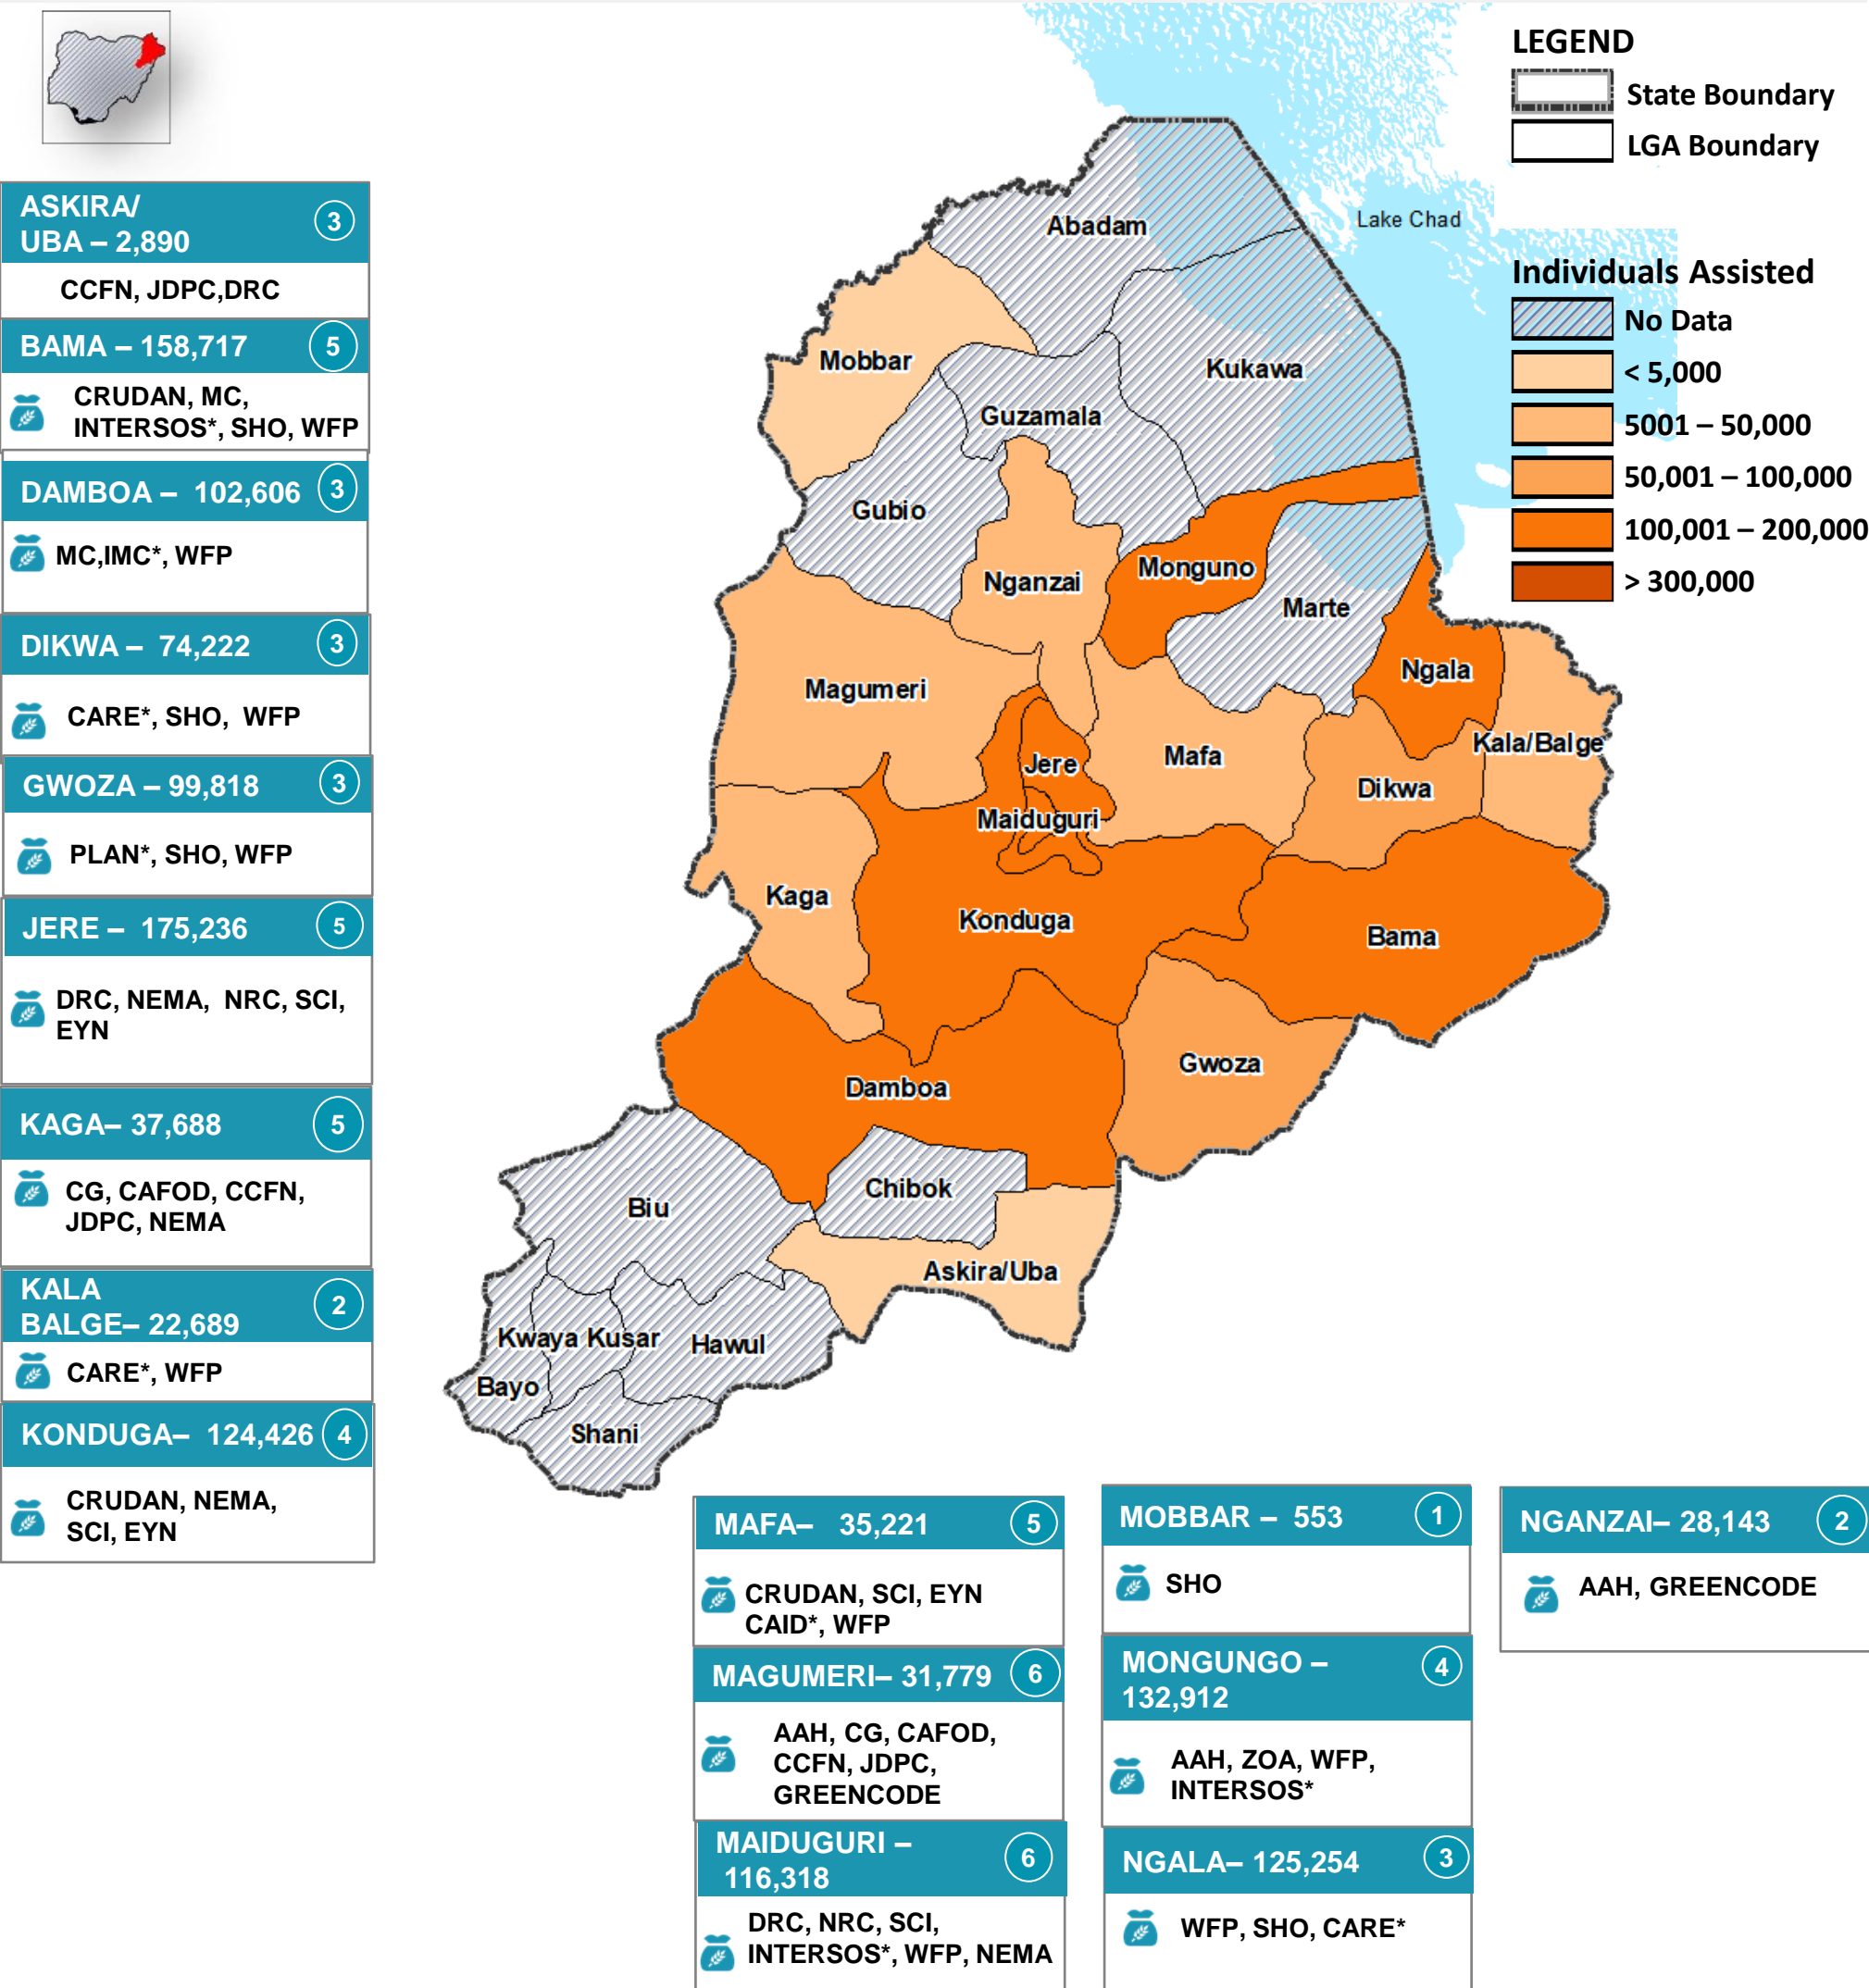 LEGEND
State Boundary
LGA Boundary
Individuals Assisted
No Data
< 5,000
5001 – 50,000
50,001 – 100,000
100,001 – 200,000
> 300,000
Lake Chad
Abadam
Mobbar
Kukawa
Guzamala
Gubio
Nganzai
Monguno
Marte
Ngala
Magumeri
Kala/Balge
Mafa
Jere
Dikwa
Maiduguri
Kaga
Konduga
Bama
Gwoza
Damboa
Chibok
Biu
Askira/Uba
Kwaya Kusar
Hawul
Bayo
Shani
ASKIRA/
UBA – 2,890
3
CCFN, JDPC,DRC
BAMA – 158,717 5
CRUDAN, MC,
INTERSOS*, SHO, WFP
DAMBOA – 102,606 3
MC,IMC*, WFP
DIKWA – 74,222 3
CARE*, SHO, WFP
GWOZA – 99,818 3
PLAN*, SHO, WFP
JERE – 175,236 5
DRC, NEMA, NRC, SCI,
EYN
KAGA– 37,688 5
CG, CAFOD, CCFN,
JDPC, NEMA
KALA
BALGE– 22,689
2
CARE*, WFP
KONDUGA– 124,426 4
CRUDAN, NEMA,
SCI, EYN
MAFA– 35,221 5
CRUDAN, SCI, EYN
CAID*, WFP
MAGUMERI– 31,779 6
AAH, CG, CAFOD,
CCFN, JDPC,
GREENCODE
MAIDUGURI –
116,318
6
DRC, NRC, SCI,
INTERSOS*, WFP, NEMA
MOBBAR – 553 1
SHO
MONGUNGO –
132,912
4
AAH, ZOA, WFP,
INTERSOS*
NGALA– 125,254 3
WFP, SHO, CARE*
NGANZAI– 28,143 2
AAH, GREENCODE